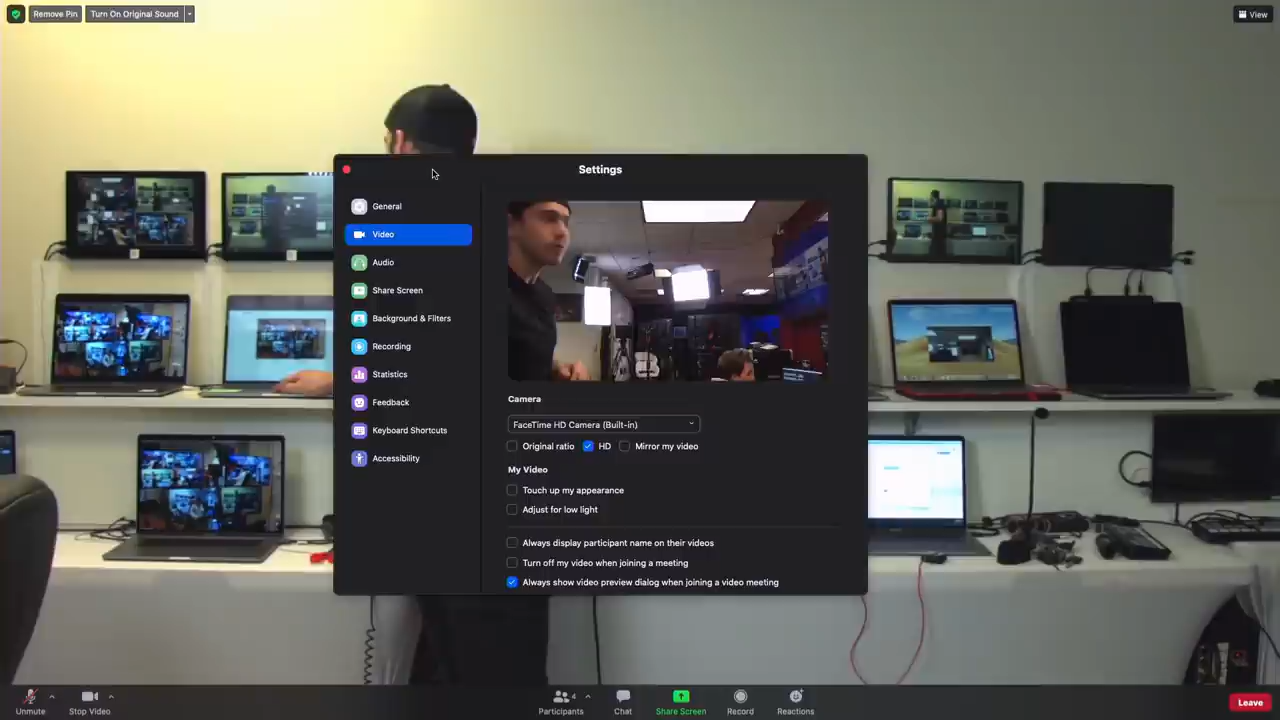 Remove Pin
Turn On Original Sound
View
Settings
General
Video
Audio
Share Screen
Background & Filters
Recording
Statistics
Feedback
Keyboard Shortcuts
Accessibility
Camera
FaceTime HD Camera (Built-in)
Original ratio
HD
Mirror my video
My Video
Touch up my appearance
Adjust for low light
Always display participant name on their videos
Turn off my video when joining a meeting
Always show video preview dialog when joining a video meeting
Unmute
Stop Video
4
Participants
Chat
Share Screen
Record
Reactions
Leave